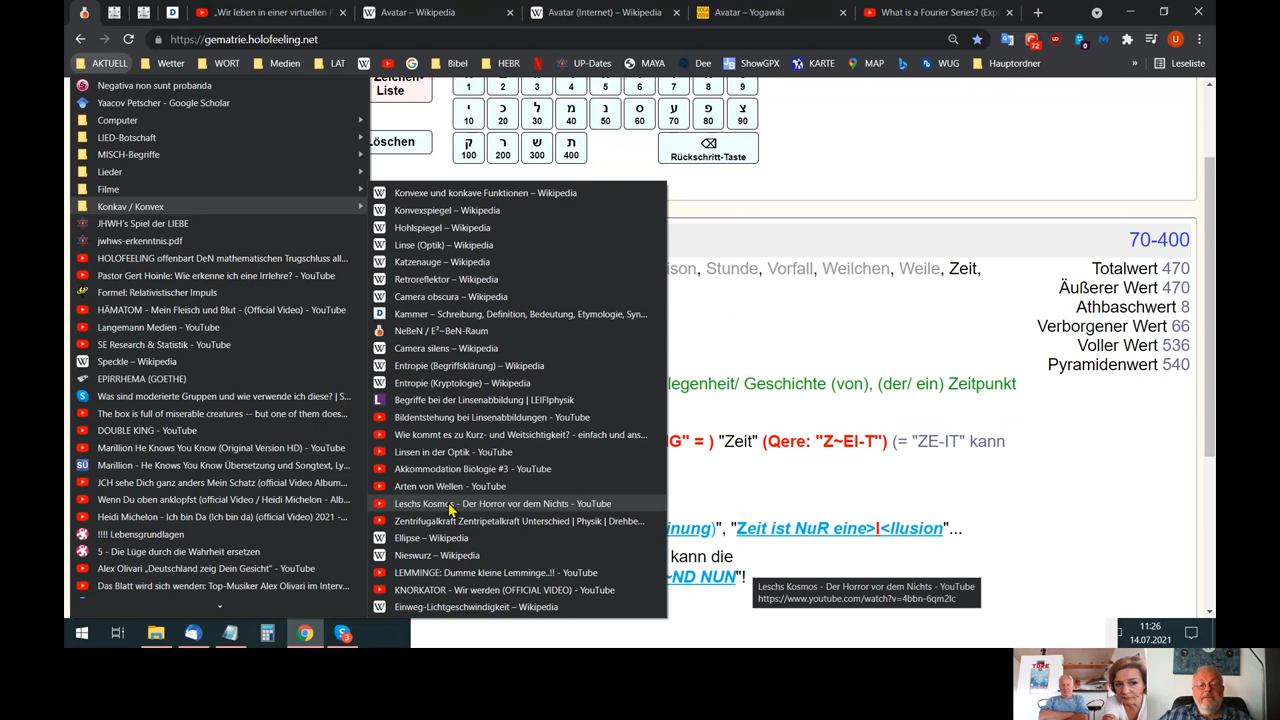 „Wir leben in einer virtuellen R
Avatar – Wikipedia
Avatar (Internet) – Wikipedia
Avatar – Yogawiki
What is a Fourier Series? (Exp
https://gematrie.holofeeling.net
72
0
U
AKTUELL
Wetter
WORT
Medien
LAT
Bibel
HEBR
UP-Dates
MAYA
Dee
ShowGPX
KARTE
MAP
WUG
Hauptordner
»
Leseliste
Negativa non sunt probanda
Yaacov Petscher - Google Scholar
Computer
LIED-Botschaft
MISCH-Begriffe
Lieder
Filme
Konkav / Konvex
JHWH's Spiel der LIEBE
jwhws-erkenntnis.pdf
HOLOFEELING offenbart DeN mathematischen Trugschluss all...
Pastor Gert Hoinle: Wie erkenne ich eine Irrlehre? - YouTube
Formel: Relativistischer Impuls
HÄMATOM - Mein Fleisch und Blut - (Official Video) - YouTube
Langemann Medien - YouTube
SE Research & Statistik - YouTube
Speckle – Wikipedia
EPIRRHEMA (GOETHE)
Was sind moderierte Gruppen und wie verwende ich diese? | S...
The box is full of miserable creatures -- but one of them does...
DOUBLE KING - YouTube
Marillion He Knows You Know (Original Version HD) - YouTube
Marillion - He Knows You Know Übersetzung und Songtext, Ly...
JCH sehe Dich ganz anders Mein Schatz (official Video Album...
Wenn Du oben anklopfst (official Video / Heidi Michelon - Alb...
Heidi Michelon - Ich bin Da (Ich bin da) (official Video) 2021 -...
!!!! Lebensgrundlagen
5 - Die Lüge durch die Wahrheit ersetzen
Alex Olivari „Deutschland zeig Dein Gesicht" - YouTube
Das Blatt wird sich wenden: Top-Musiker Alex Olivari im Interv...
Konvexe und konkave Funktionen – Wikipedia
Konvexspiegel – Wikipedia
Hohlspiegel – Wikipedia
Linse (Optik) – Wikipedia
Katzenauge – Wikipedia
Retroreflektor – Wikipedia
Camera obscura – Wikipedia
Kammer – Schreibung, Definition, Bedeutung, Etymologie, Syn...
NeBeN / E²~BeN-Raum
Camera silens – Wikipedia
Entropie (Begriffsklärung) – Wikipedia
Entropie (Kryptologie) – Wikipedia
Begriffe bei der Linsenabbildung | LEIFIphysik
Bildentstehung bei Linsenabbildungen - YouTube
Wie kommt es zu Kurz- und Weitsichtigkeit? - einfach und ans...
Linsen in der Optik - YouTube
Akkommodation Biologie #3 - YouTube
Arten von Wellen - YouTube
Leschs Kosmos - Der Horror vor dem Nichts - YouTube
Zentrifugalkraft Zentripetalkraft Unterschied | Physik | Drehbe...
Ellipse – Wikipedia
Nieswurz – Wikipedia
LEMMINGE: Dumme kleine Lemminge..!! - YouTube
KNORKATOR - Wir werden (OFFICIAL VIDEO) - YouTube
Einweg-Lichtgeschwindigkeit – Wikipedia
Zeichen-
Liste
1 2 3 4 5 6 7 8 9
י כ ל מ נ ס ע פ צ
10 20 30 40 50 60 70 80 90
Löschen
ק ר ש ת
100 200 300 400
Rückschritt-Taste
70-400
ison, Stunde, Vorfall, Weilchen, Weile, Zeit,
Totalwert 470
Äußerer Wert 470
Athbaschwert 8
Verborgener Wert 66
Voller Wert 536
Pyramidenwert 540
legenheit/ Geschichte (von), (der/ ein) Zeitpunkt
G" = ) "Zeit" (Qere: "Z~EI-T") (= "ZE-IT" kann
inung)", "Zeit ist NuR eine>I<llusion"...
kann die
~ND NUN"!
Leschs Kosmos - Der Horror vor dem Nichts - YouTube
https://www.youtube.com/watch?v=4bbn-6qm2Ic
11:26
14.07.2021